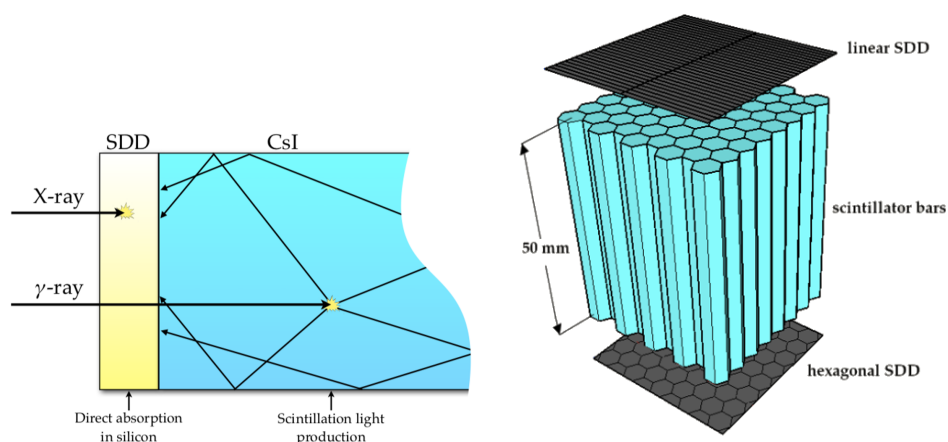 SDD
CsI
X-ray
γ-ray
Direct absorption
in silicon
Scintillation light
production
linear SDD
scintillator bars
50 mm
hexagonal SDD